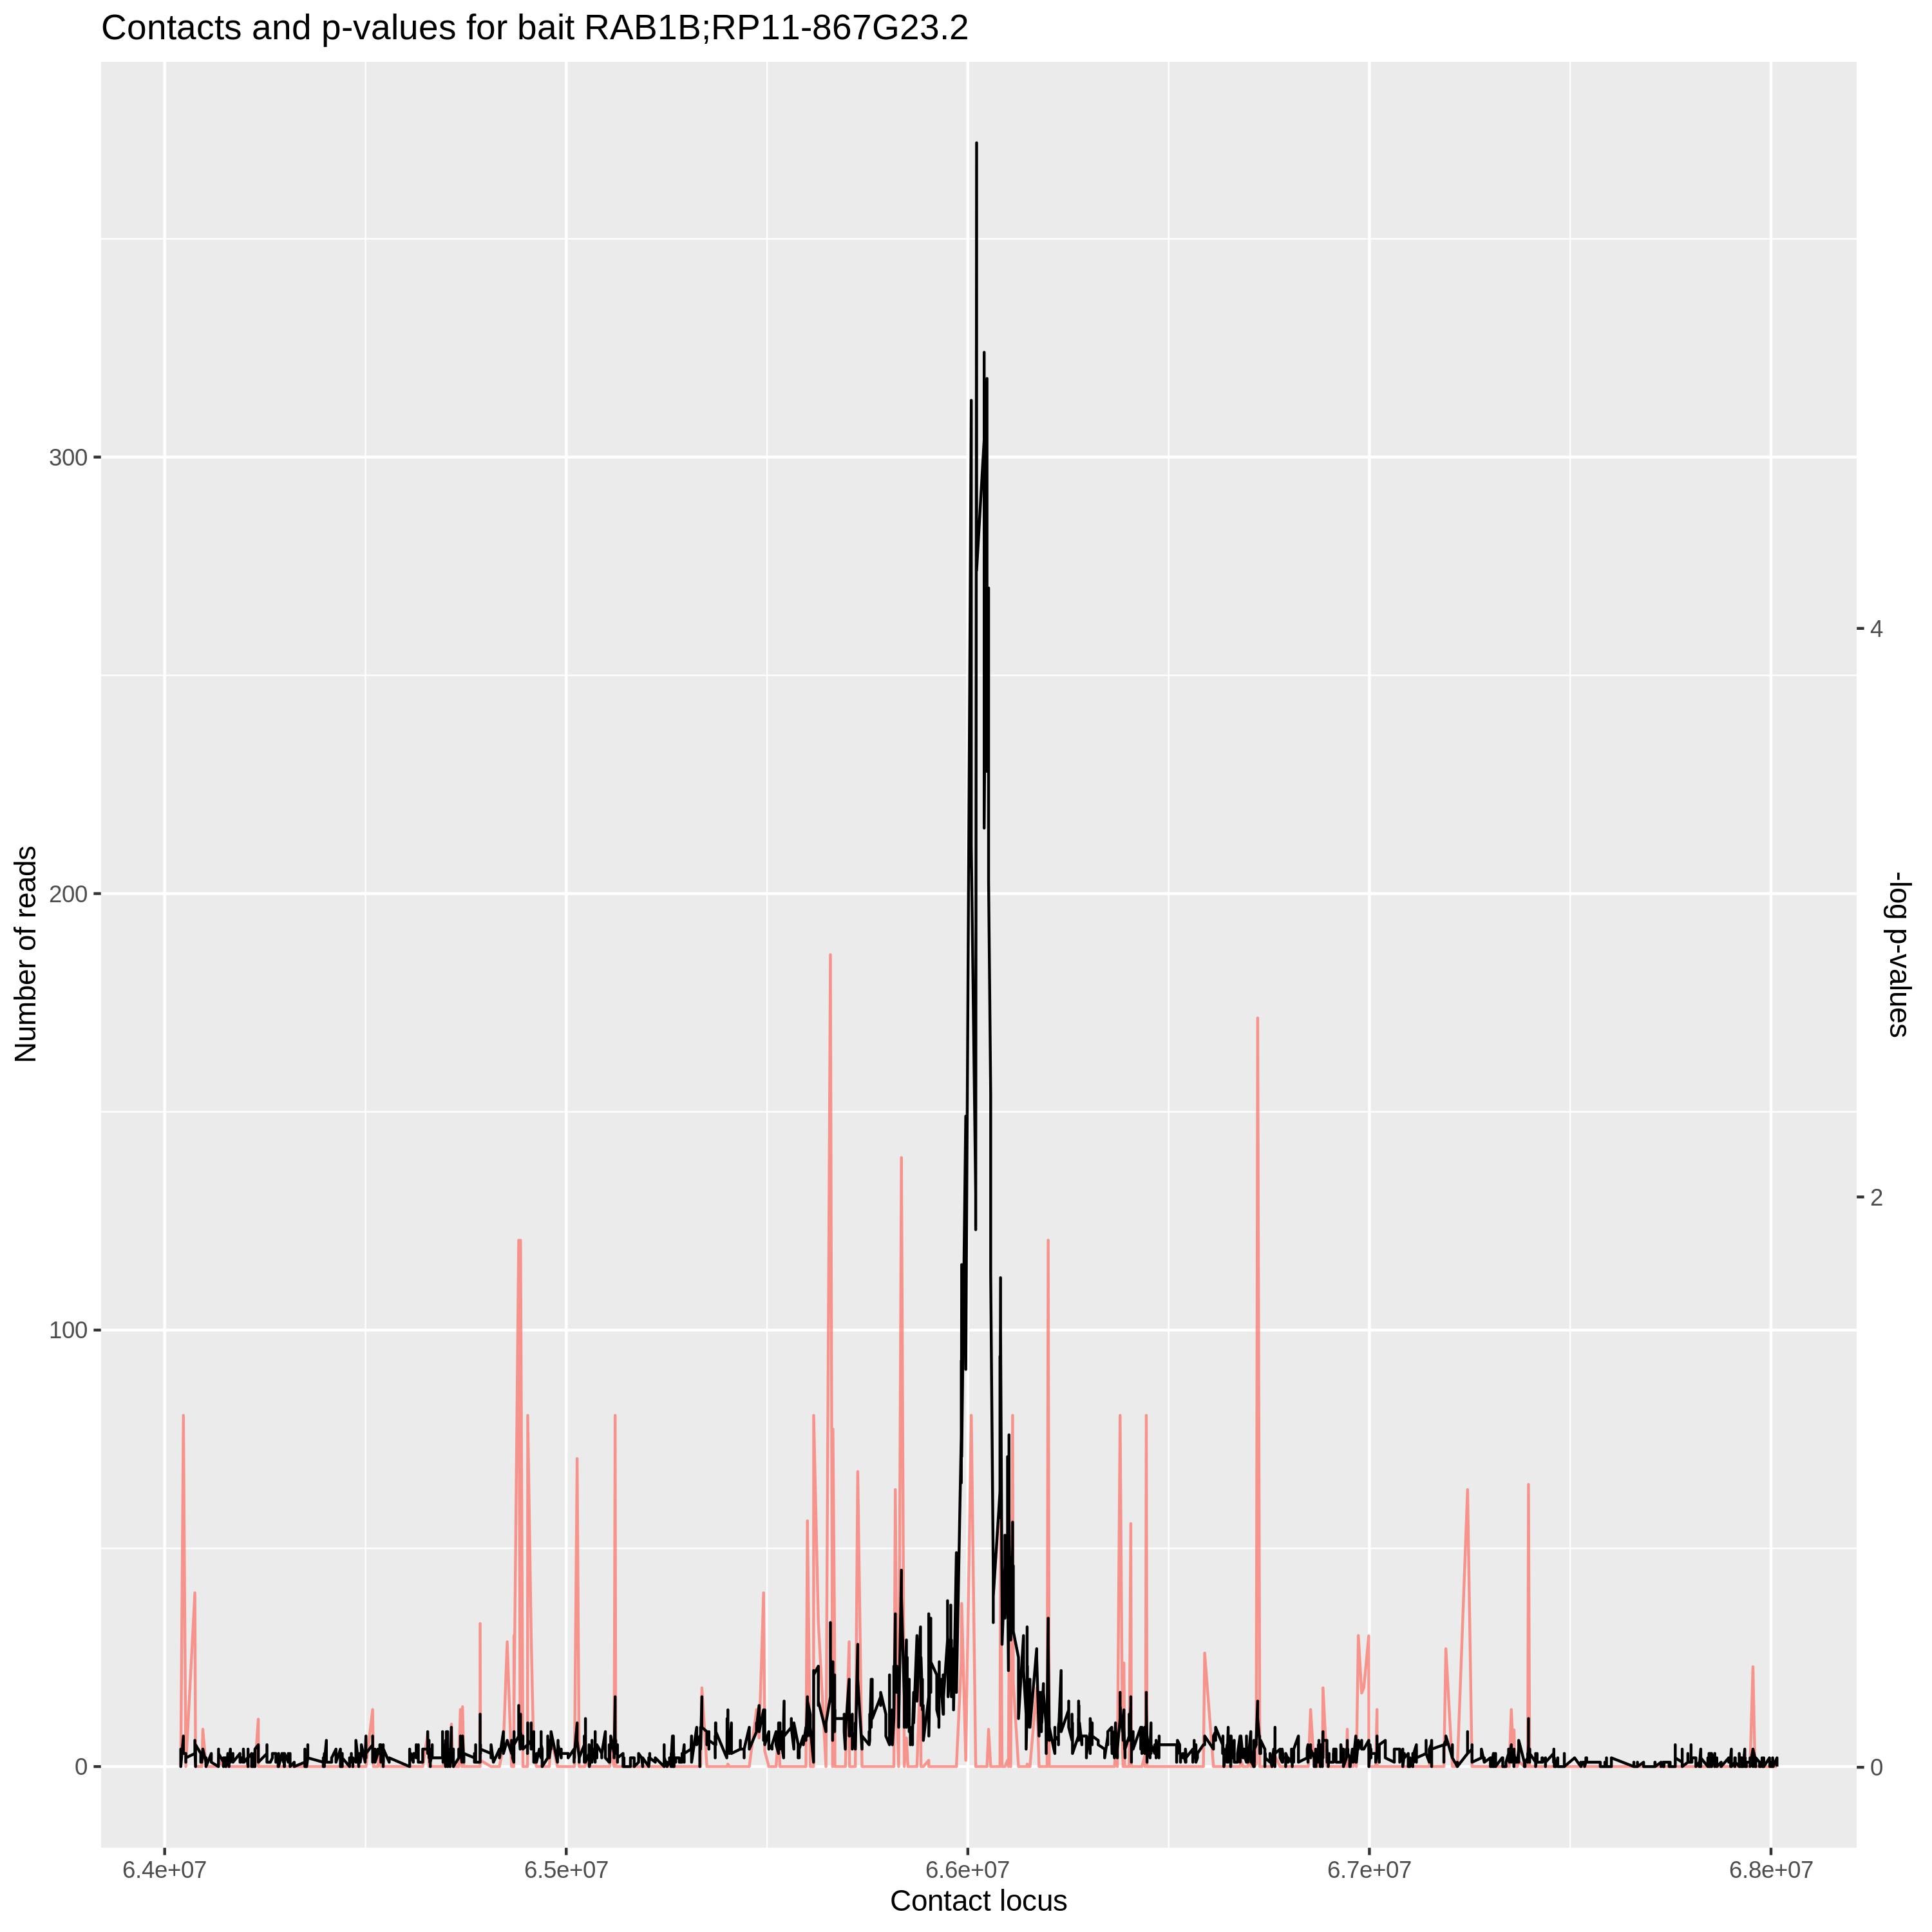 Contacts and p-values for bait RAB1B;RP11-867G23.2
Number of reads
300
200
100
0
-log p-values
4
2
0
6.4e+07
6.5e+07
6.6e+07
6.7e+07
6.8e+07
Contact locus